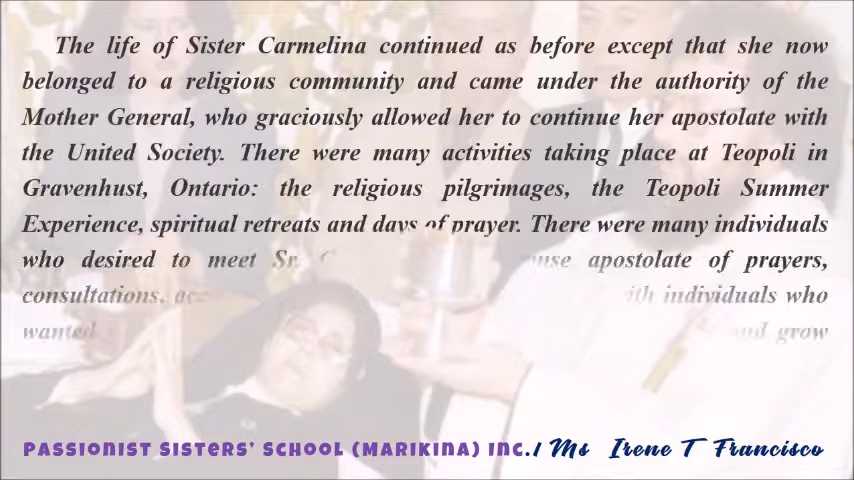 The life of Sister Carmelina continued as before except that she now
belonged to a religious community and came under the authority of the
Mother General, who graciously allowed her to continue her apostolate with
the United Society. There were many activities taking place at Teopoli in
Gravenhust, Ontario: the religious pilgrimages, the Teopoli Summer
Experience, spiritual retreats and days of prayer. There were many individuals
who desired to meet Sr. apostolate of prayers,
consultations, with individuals who
wanted and grow
PASSIONIST SISTERS' SCHOOL (MARIKINA) INC./ Ms Irene T Francisco